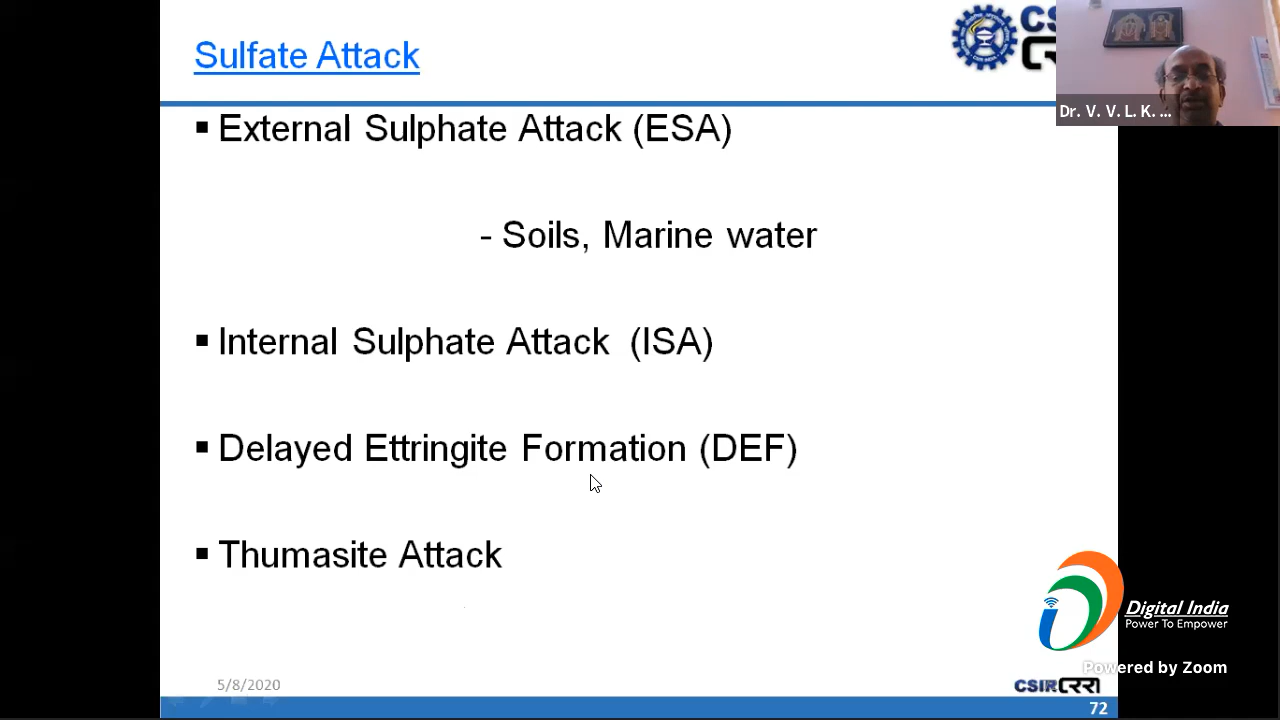 Sulfate Attack
Dr. V. V. L. K. ...
▪ External Sulphate Attack (ESA)
- Soils, Marine water
▪ Internal Sulphate Attack (ISA)
▪ Delayed Ettringite Formation (DEF)
▪ Thumasite Attack
Digital India
Power To Empower
Powered by Zoom
5/8/2020
CSIR CRRI
72